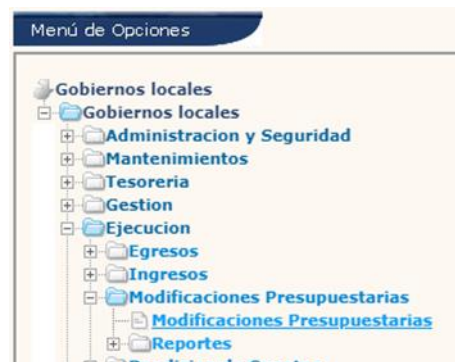 Menú de Opciones
Gobiernos locales
Gobiernos locales
Administracion y Seguridad
Mantenimientos
Tesoreria
Gestion
Ejecucion
Egresos
Ingresos
Modificaciones Presupuestarias
Modificaciones Presupuestarias
Reportes